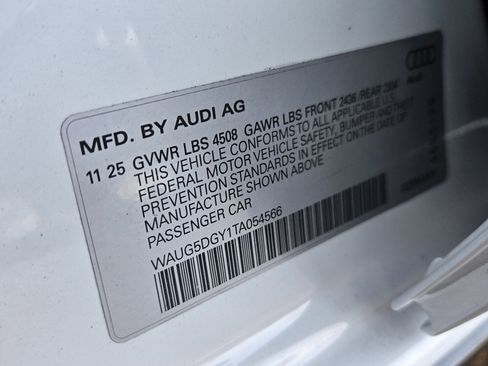 Audi
MFD. BY AUDI AG
11 25 GVWR LBS 4508 GAWR LBS FRONT 2436 /REAR 2304
THIS VEHICLE CONFORMS TO ALL APPLICABLE U.S.
FEDERAL MOTOR VEHICLE SAFETY, BUMPER AND THEFT
PREVENTION STANDARDS IN EFFECT ON THE DATE OF
MANUFACTURE SHOWN ABOVE
PASSENGER CAR
WAUG5DGY1TA054566